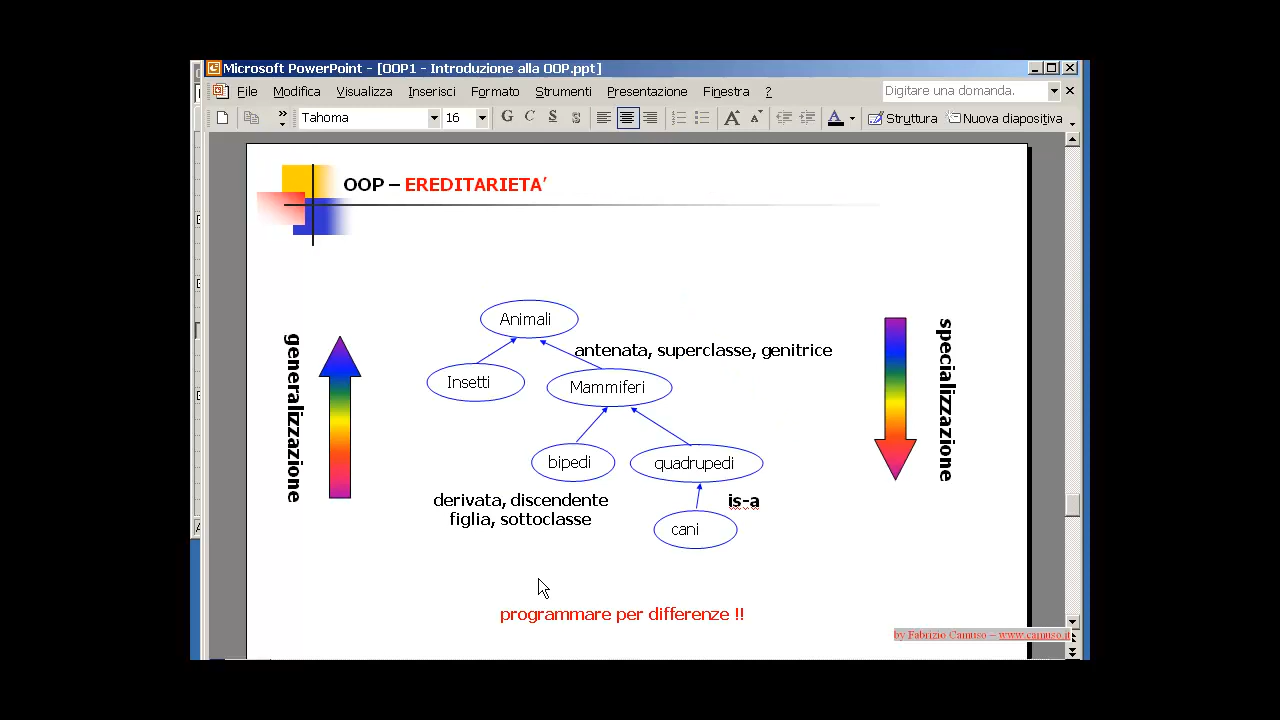 Microsoft PowerPoint - [OOP1 - Introduzione alla OOP.ppt]
File Modifica Visualizza Inserisci Formato Strumenti Presentazione Finestra ? Digitare una domanda.
Tahoma 16 G C S S A A A Struttura Nuova diapositiva
OOP – EREDITARIETA’
Animali
antenata, superclasse, genitrice
Insetti
Mammiferi
generalizzazione
specializzazione
bipedi
quadrupedi
derivata, discendente
figlia, sottoclasse
is-a
cani
programmare per differenze !!
by Fabrizio Camuso – www.camuso.it